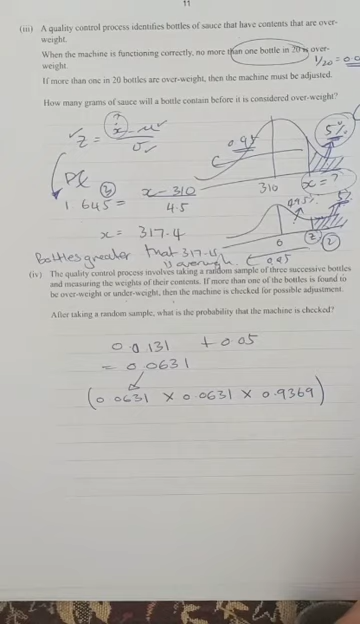 11
(iii) A quality control process identifies bottles of sauce that have contents that are over-
weight.
When the machine is functioning correctly, no more than one bottle in 20 is over-
weight.
1/20 = 0.0
If more than one in 20 bottles are over-weight, then the machine must be adjusted.
How many grams of sauce will a bottle contain before it is considered over-weight?
z = x - μ
σ
0.95
5%
310
x = ?
1.645 = x - 310
4.5
x = 317.4
0
Bottles greater that 317.
0.95
(iv) The quality control process involves taking a random sample of three successive bottles
and measuring the weights of their contents. If more than one of the bottles is found to
be over-weight or under-weight, then the machine is checked for possible adjustment.
After taking a random sample, what is the probability that the machine is checked?
0.0131 + 0.05
= 0.0631
(0.0631 × 0.0631 × 0.9369)